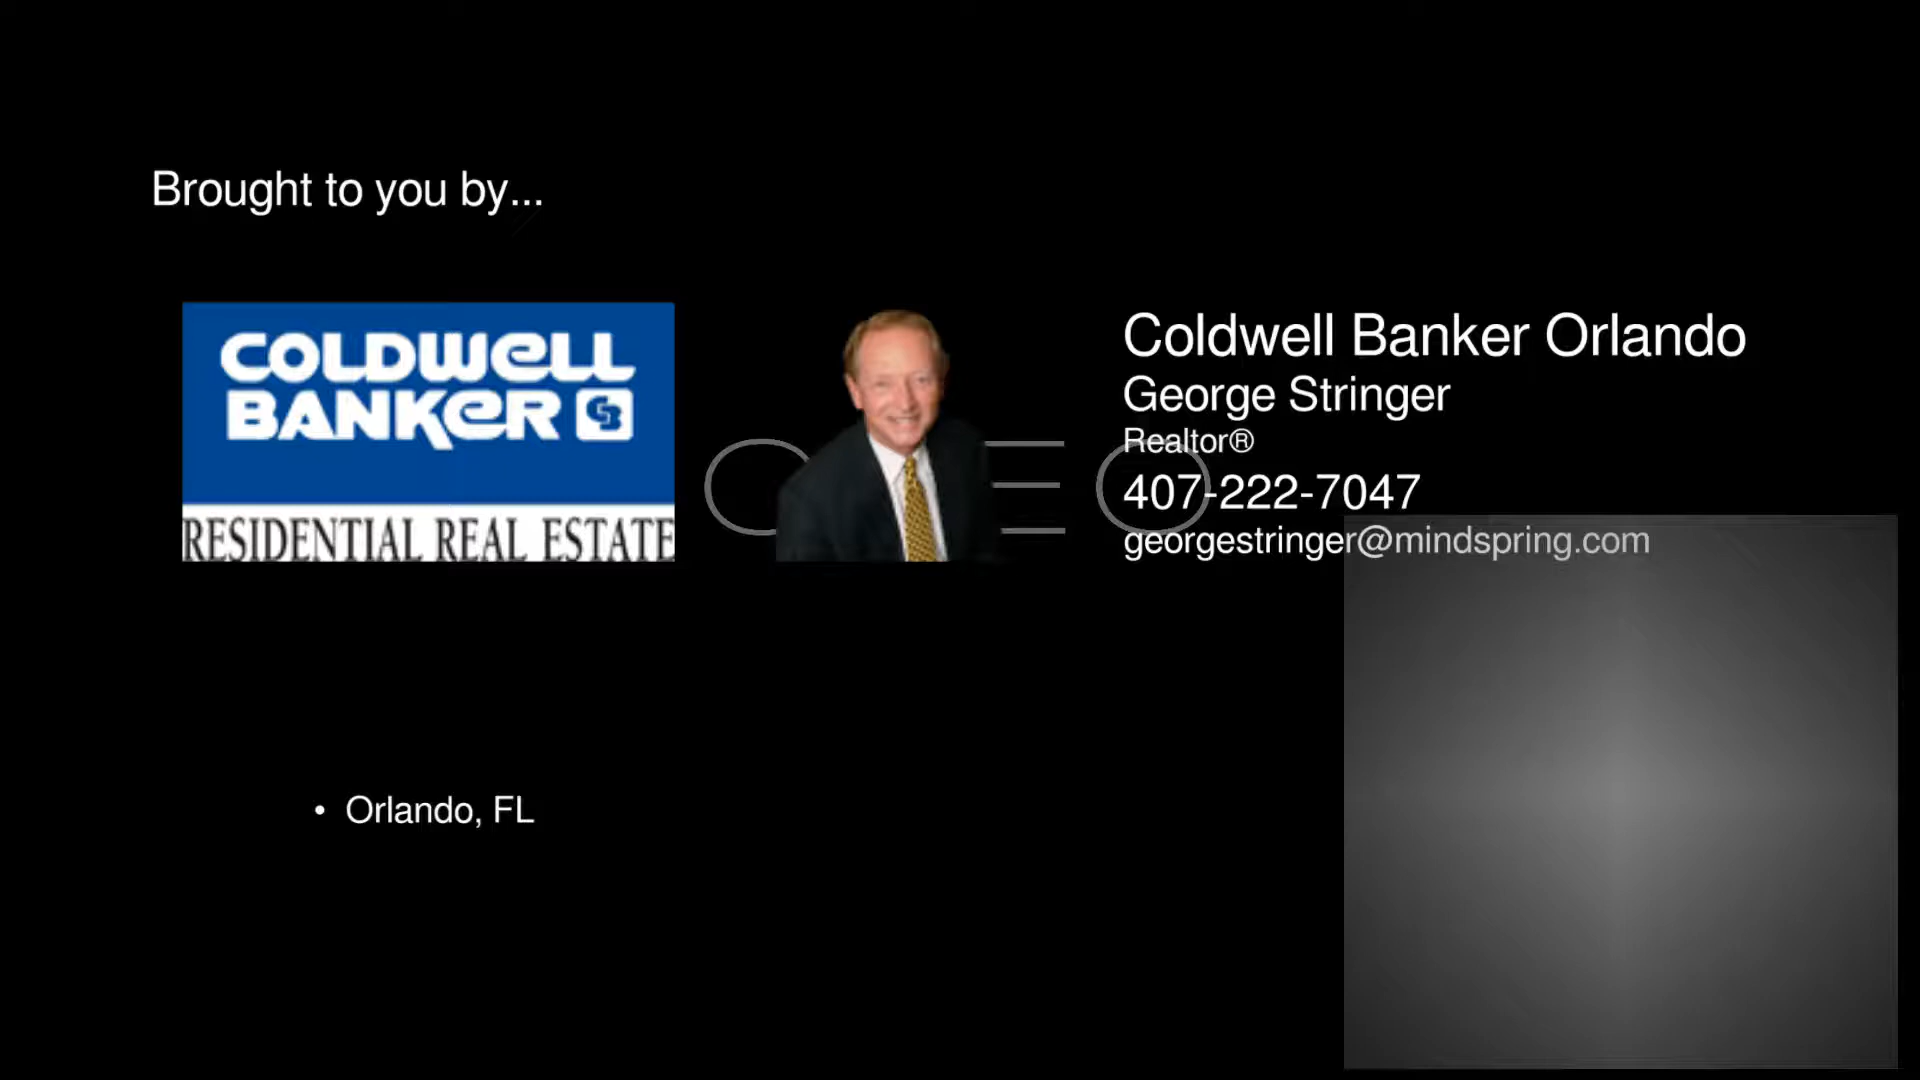 Brought to you by...
COLDWELL
BANKER CB
RESIDENTIAL REAL ESTATE
Coldwell Banker Orlando
George Stringer
Realtor®
407-222-7047
georgestringer@mindspring.com
• Orlando, FL